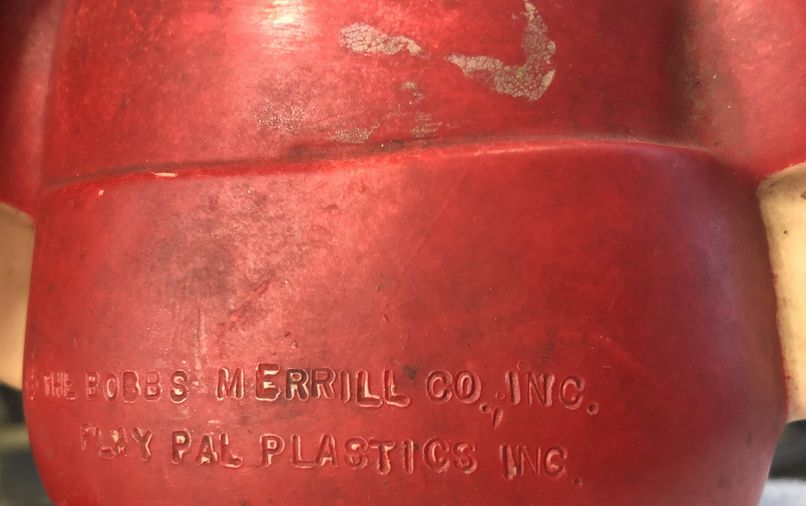 © THE BOBBS MERRILL CO., INC.
PLAY PAL PLASTICS INC.